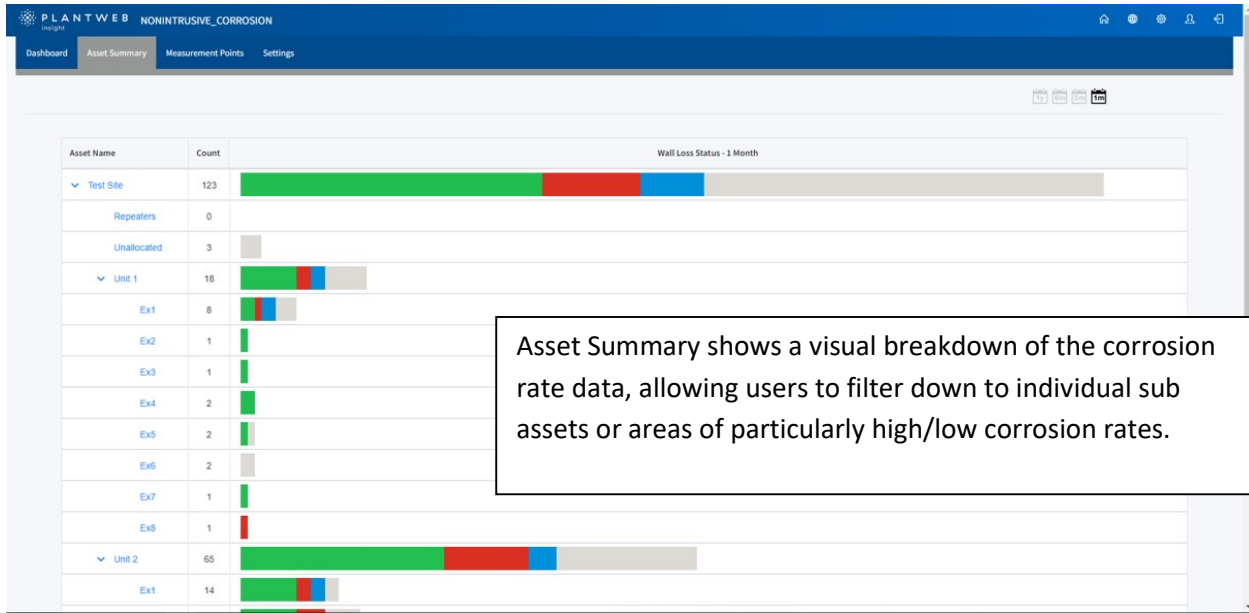 PLANTWEB NONINTRUSIVE_CORROSION
Insight
Dashboard Asset Summary Measurement Points Settings
1y 6m 3m 1m
Asset Name Count Wall Loss Status - 1 Month
Test Site 123
Repeaters 0
Unallocated 3
Unit 1 18
Ex1 8
Ex2 1
Ex3 1
Ex4 2
Ex5 2
Ex6 2
Ex7 1
Ex8 1
Unit 2 65
Ex1 14
Asset Summary shows a visual breakdown of the corrosion
rate data, allowing users to filter down to individual sub
assets or areas of particularly high/low corrosion rates.